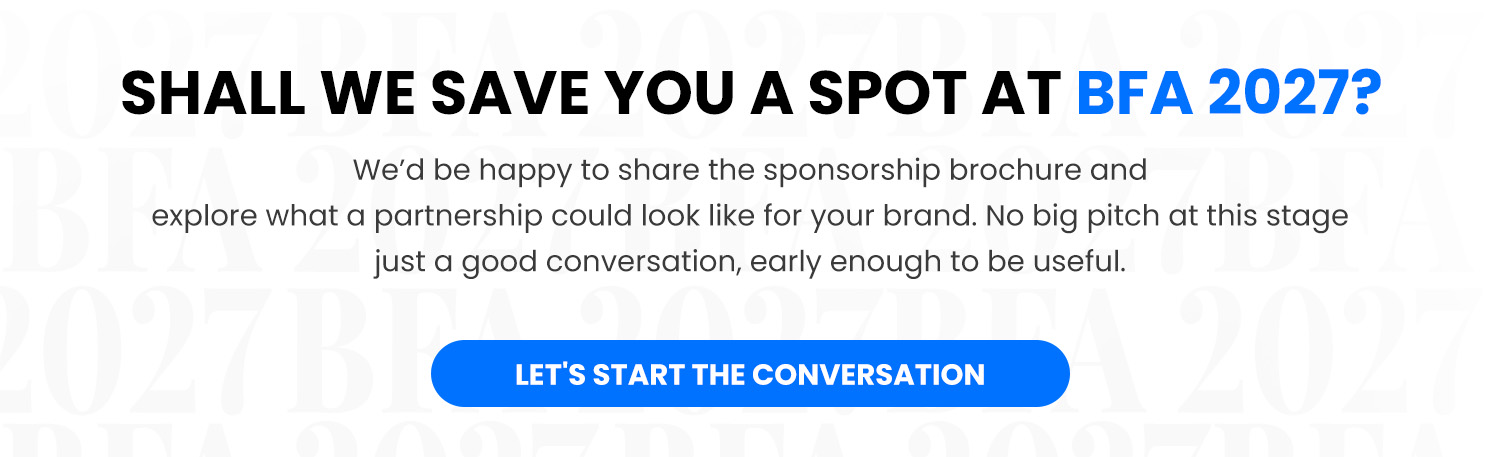 SHALL WE SAVE YOU A SPOT AT BFA 2027?
We’d be happy to share the sponsorship brochure and
explore what a partnership could look like for your brand. No big pitch at this stage
just a good conversation, early enough to be useful.
LET'S START THE CONVERSATION